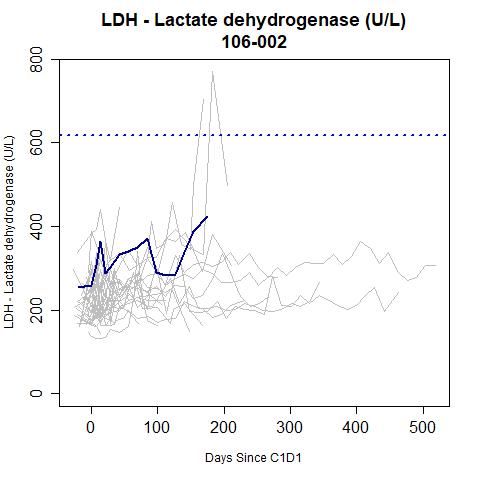 LDH - Lactate dehydrogenase (U/L)
106-002
LDH - Lactate dehydrogenase (U/L)
800
600
400
200
0
0 100 200 300 400 500
Days Since C1D1